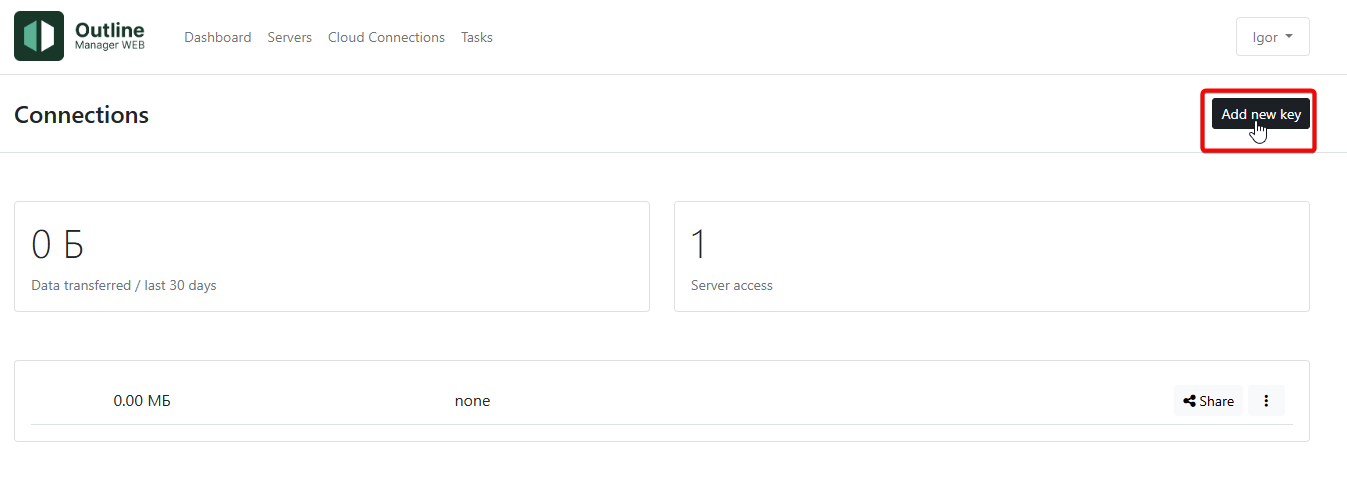 Outline
Manager WEB
Dashboard Servers Cloud Connections Tasks
Igor
Connections
Add new key
0 Б
Data transferred / last 30 days
1
Server access
0.00 МБ none Share